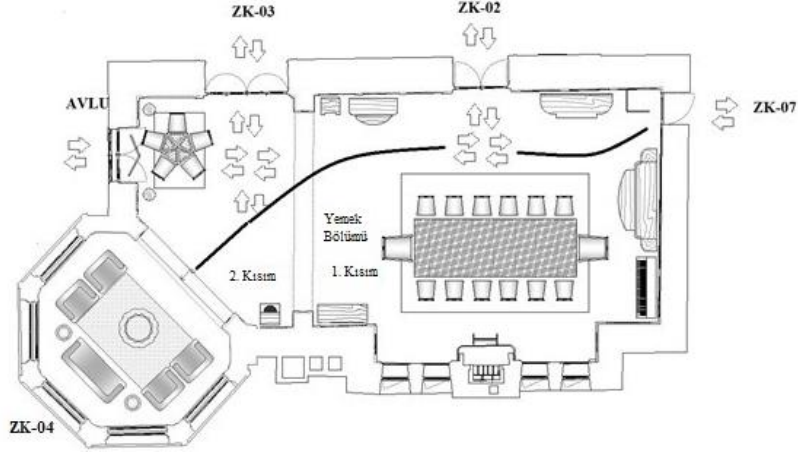 ZK-03
ZK-02
AVLU
ZK-07
Yemek
Bölümü
2. Kısım
1. Kısım
ZK-04